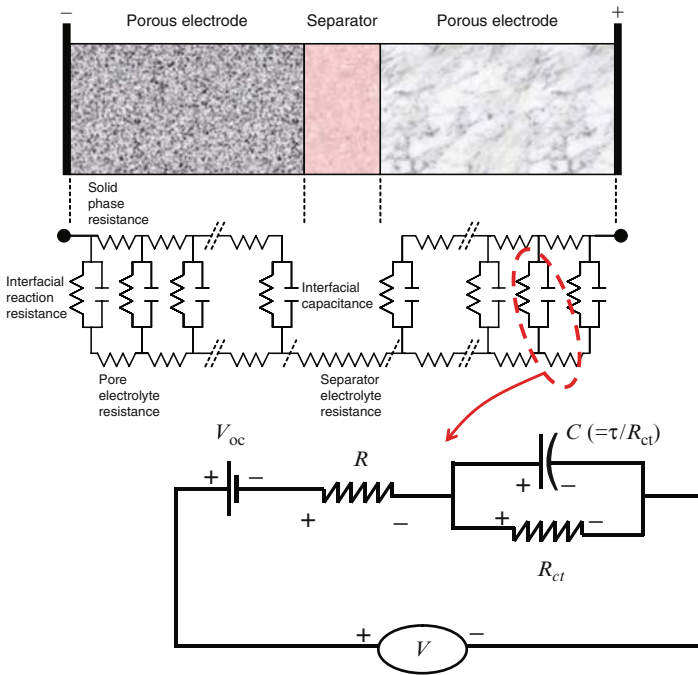 −
+
Porous electrode
Separator
Porous electrode
Solid
phase
resistance
Interfacial
reaction
resistance
Interfacial
capacitance
Pore
electrolyte
resistance
Separator
electrolyte
resistance
V_oc
C (=τ/R_ct)
R
+
−
+
−
+
−
+
−
R_ct
+
V
−